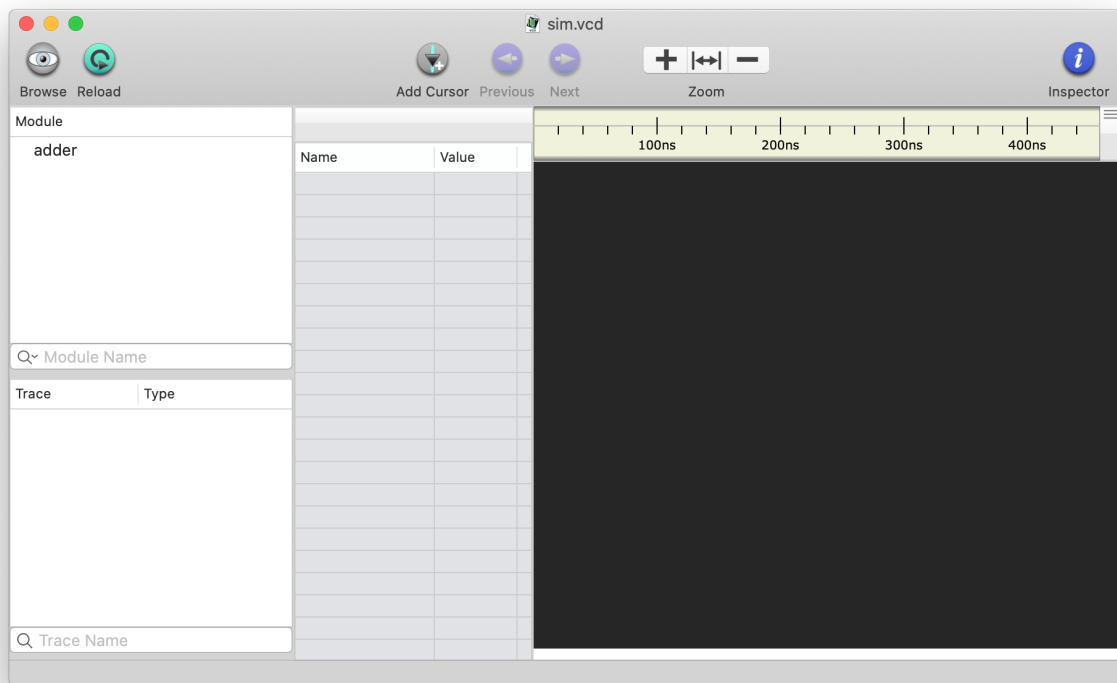 sim.vcd
Browse Reload Add Cursor Previous Next Zoom Inspector
Module
adder
Module Name
Trace Type
Trace Name
Name Value
100ns 200ns 300ns 400ns